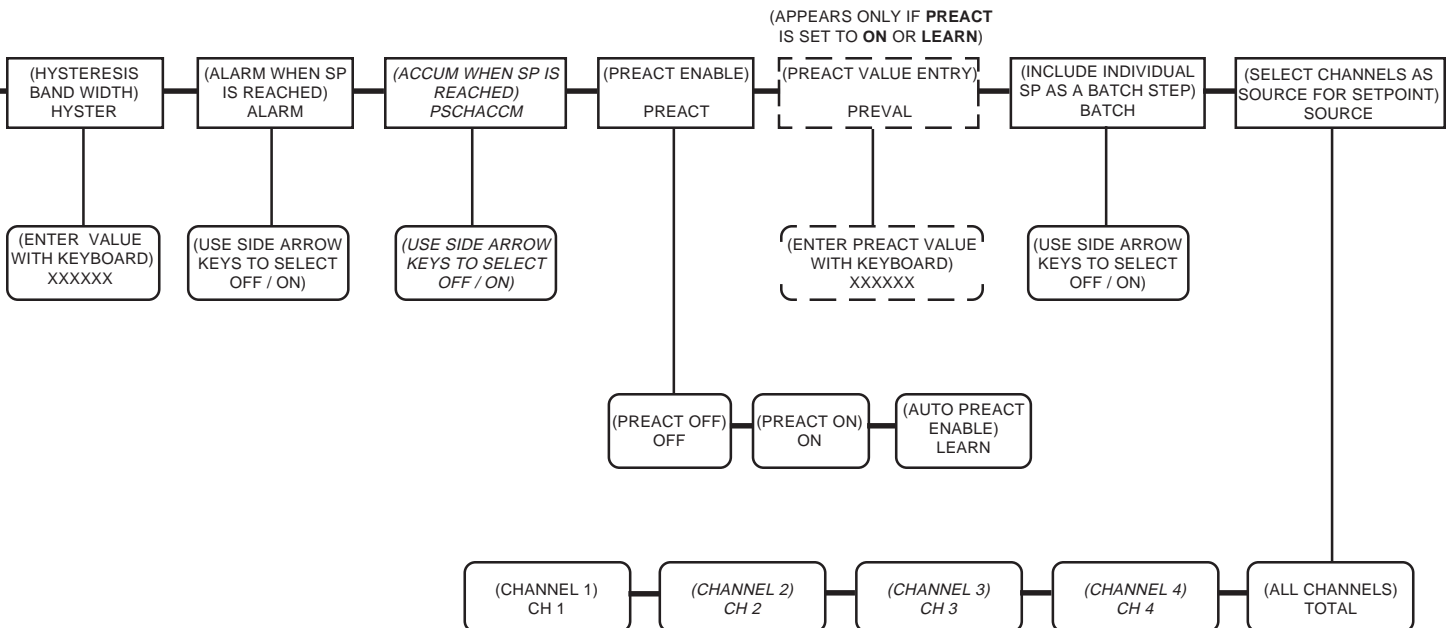 (APPEARS ONLY IF PREACT
IS SET TO ON OR LEARN)
(HYSTERESIS
BAND WIDTH)
HYSTER
(ALARM WHEN SP
IS REACHED)
ALARM
(ACCUM WHEN SP IS
REACHED)
PSCHACCM
(PREACT ENABLE)
PREACT
(PREACT VALUE ENTRY)
PREVAL
(INCLUDE INDIVIDUAL
SP AS A BATCH STEP)
BATCH
(SELECT CHANNELS AS
SOURCE FOR SETPOINT)
SOURCE
(ENTER VALUE
WITH KEYBOARD)
XXXXXX
(USE SIDE ARROW
KEYS TO SELECT
OFF / ON)
(USE SIDE ARROW
KEYS TO SELECT
OFF / ON)
(ENTER PREACT VALUE
WITH KEYBOARD)
XXXXXX
(USE SIDE ARROW
KEYS TO SELECT
OFF / ON)
(PREACT OFF)
OFF
(PREACT ON)
ON
(AUTO PREACT
ENABLE)
LEARN
(CHANNEL 1)
CH 1
(CHANNEL 2)
CH 2
(CHANNEL 3)
CH 3
(CHANNEL 4)
CH 4
(ALL CHANNELS)
TOTAL